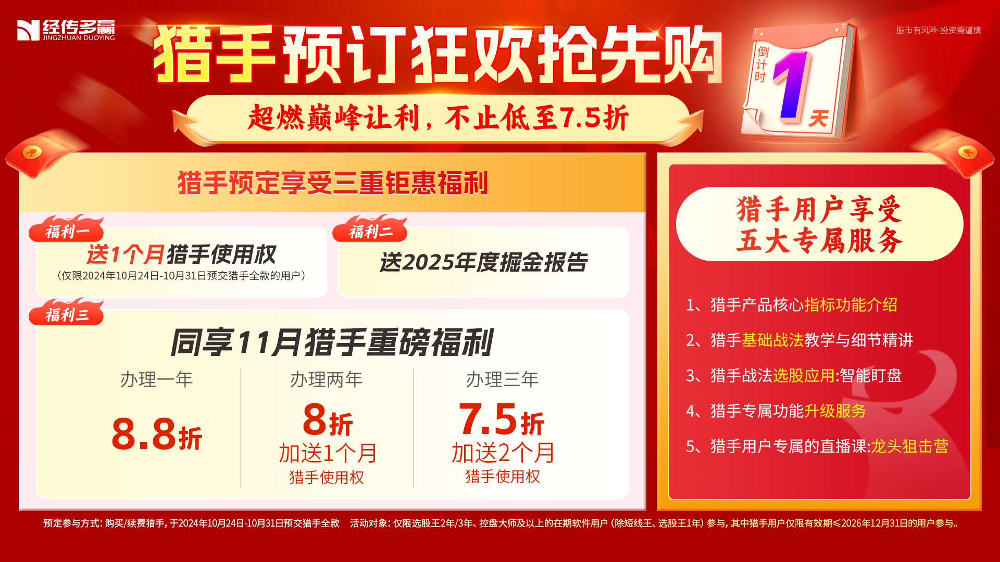 经传多赢
JINGZHUAN DUOYING
猎手预订狂欢抢先购
超燃巅峰让利，不止低至7.5折
倒计时
1
天
股市有风险·投资需谨慎
猎手预定享受三重钜惠福利
福利一
送1个月猎手使用权
（仅限2024年10月24日-10月31日预交猎手全款的用户）
福利二
送2025年度掘金报告
福利三
同享11月猎手重磅福利
办理一年
8.8折
办理两年
8折
加送1个月
猎手使用权
办理三年
7.5折
加送2个月
猎手使用权
猎手用户享受
五大专属服务
1、猎手产品核心指标功能介绍
2、猎手基础战法教学与细节精讲
3、猎手战法选股应用:智能盯盘
4、猎手专属功能升级服务
5、猎手用户专属的直播课:龙头狙击营
预定参与方式：购买/续费猎手，于2024年10月24日-10月31日预交猎手全款 活动对象：仅限选股王2年/3年、控盘大师及以上的在期软件用户（除短线王、选股王1年）参与，其中猎手用户仅限有效期≤2026年12月31日的用户参与。